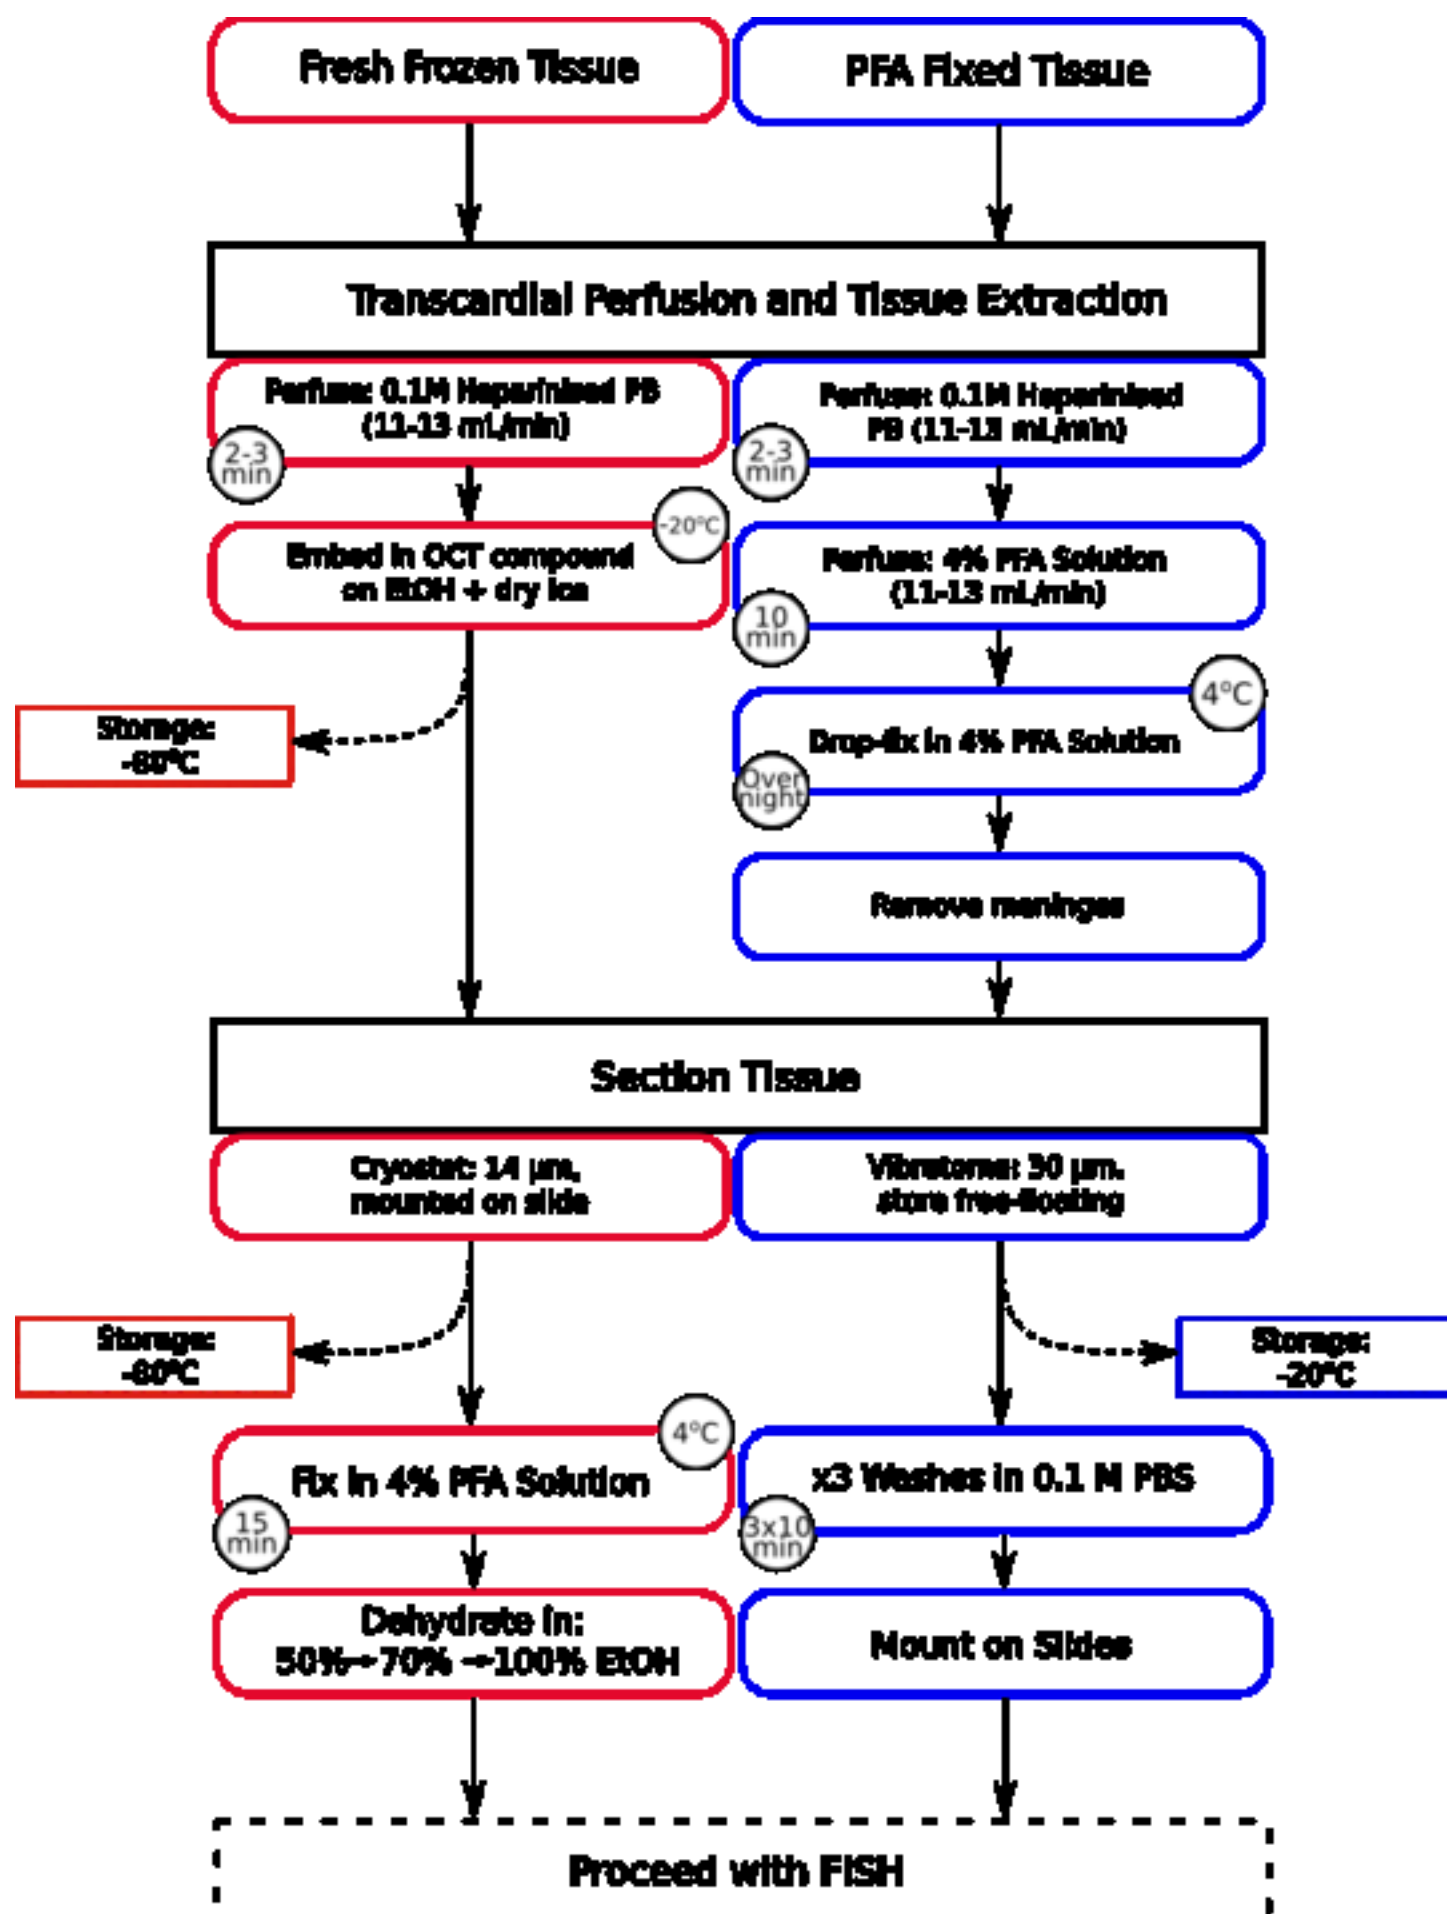 Fresh Frozen Tissue
PFA Fixed Tissue
Transcardial Perfusion and Tissue Extraction
Perfuse: 0.1M Heparinised PB
(11-13 mL/min)
2-3
min
Perfuse: 0.1M Heparinised
PB (11-13 mL/min)
2-3
min
-20°C
Embed in OCT compound
on EtOH + dry ice
Perfuse: 4% PFA Solution
(11-13 mL/min)
10
min
Storage:
-80°C
4°C
Drop-fix in 4% PFA Solution
Over
night
Remove meninges
Section Tissue
Cryostat: 14 µm,
mounted on slide
Vibratome: 30 µm.
store free-floating
Storage:
-80°C
Storage:
-20°C
4°C
Fix in 4% PFA Solution
15
min
x3 Washes in 0.1 M PBS
3x10
min
Dehydrate in:
50%→70% →100% EtOH
Mount on Slides
Proceed with FISH